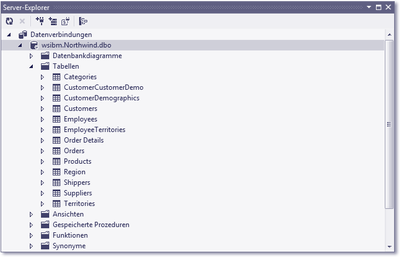 Server-Explorer
Datenverbindungen
wsibm.Northwind.dbo
Datenbankdiagramme
Tabellen
Categories
CustomerCustomerDemo
CustomerDemographics
Customers
Employees
EmployeeTerritories
Order Details
Orders
Products
Region
Shippers
Suppliers
Territories
Ansichten
Gespeicherte Prozeduren
Funktionen
Synonyme